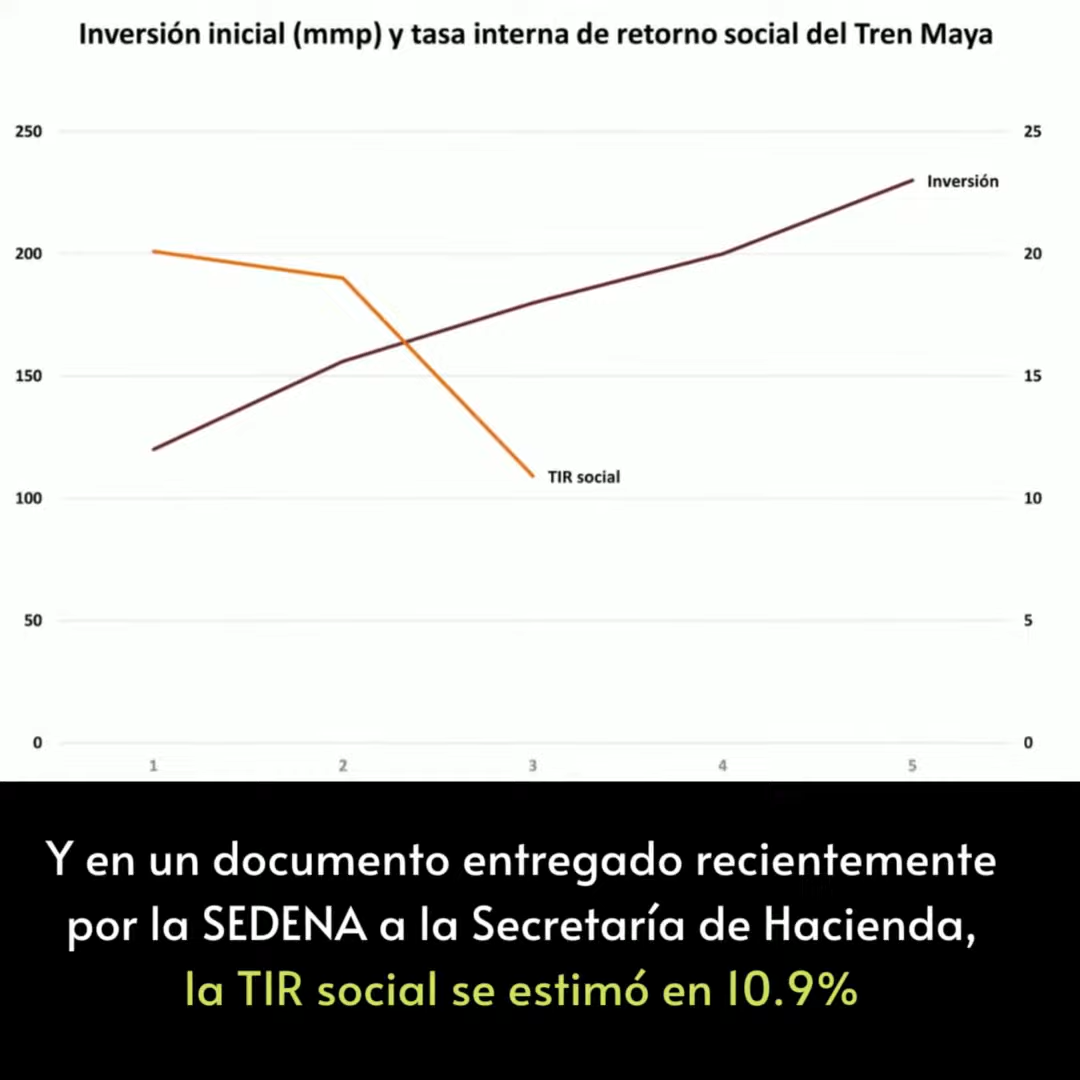 Inversión inicial (mmp) y tasa interna de retorno social del Tren Maya
250 25
Inversión
200 20
150 15
TIR social
100 10
50 5
0 0
1 2 3 4 5
Y en un documento entregado recientemente
por la SEDENA a la Secretaría de Hacienda,
la TIR social se estimó en 10.9%